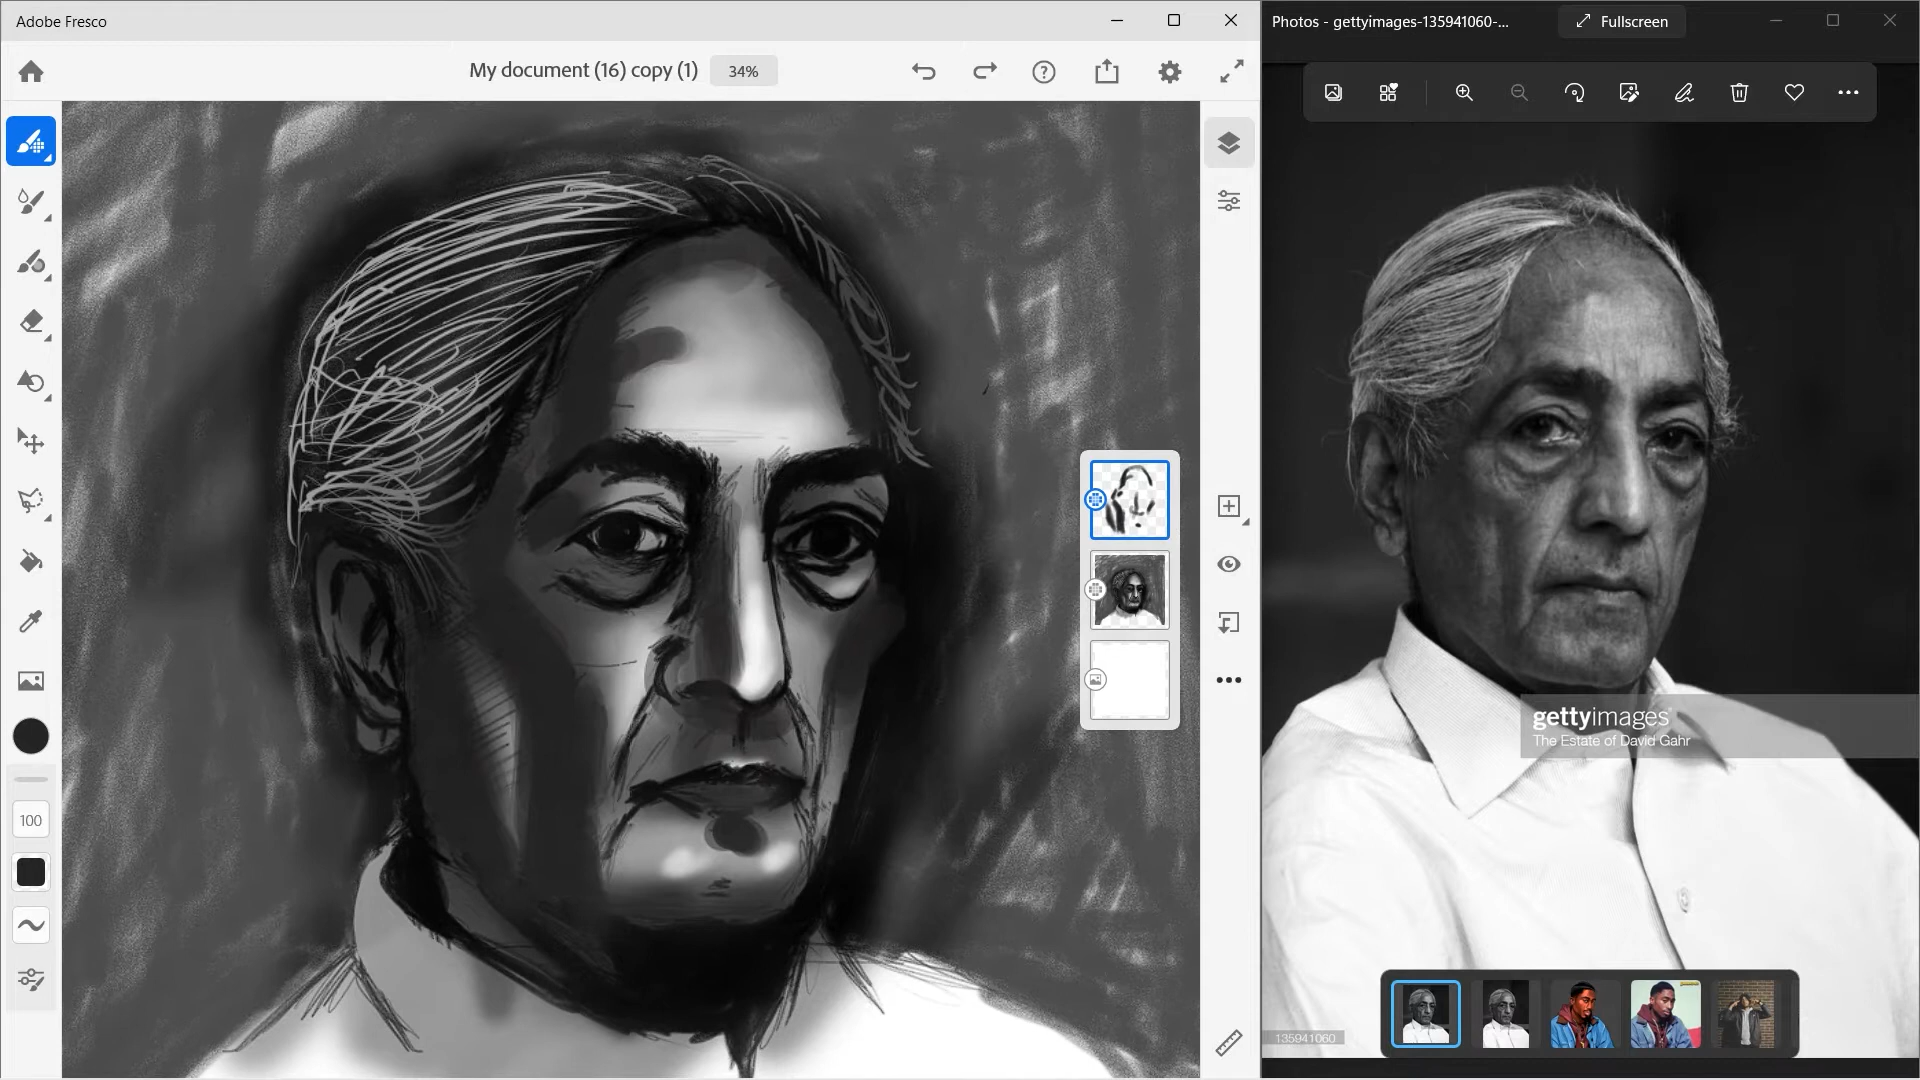 Adobe Fresco
My document (16) copy (1)
34%
100
Photos - gettyimages-135941060-...
Fullscreen
gettyimages®
The Estate of David Gahr
135941060